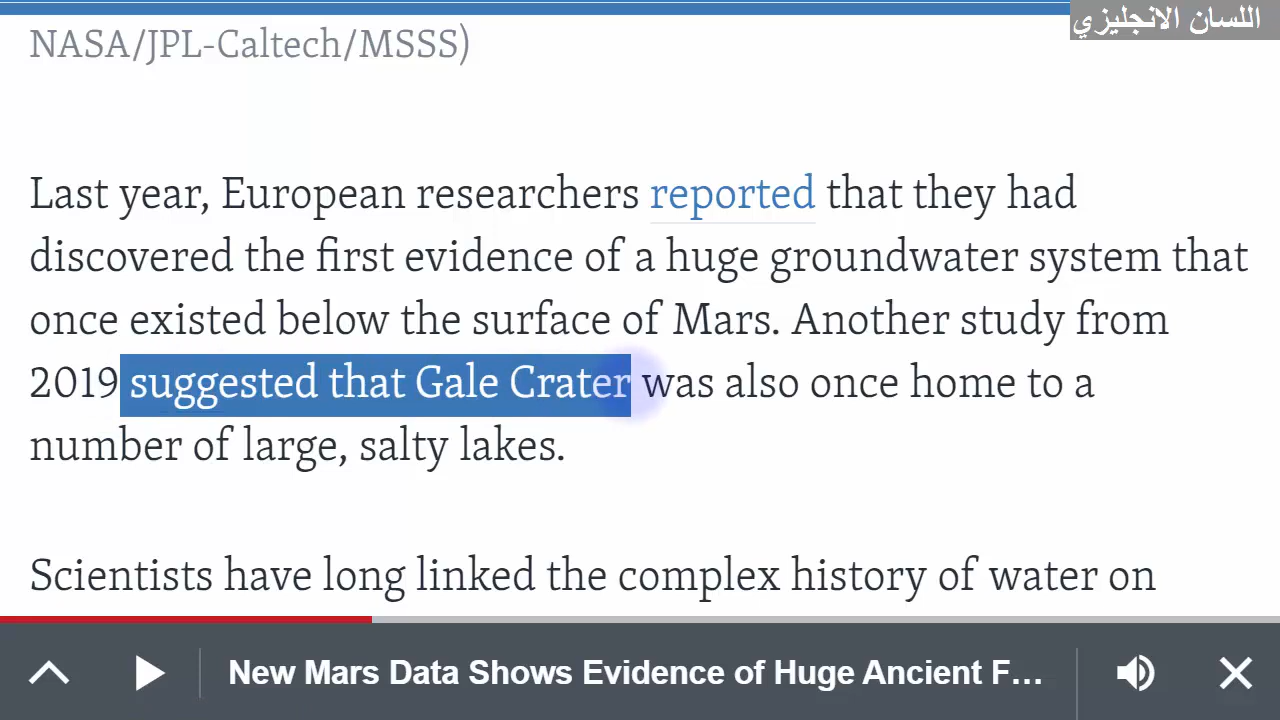 اللسان الانجليزي
NASA/JPL-Caltech/MSSS)
Last year, European researchers reported that they had
discovered the first evidence of a huge groundwater system that
once existed below the surface of Mars. Another study from
2019 suggested that Gale Crater was also once home to a
number of large, salty lakes.
Scientists have long linked the complex history of water on
New Mars Data Shows Evidence of Huge Ancient F...